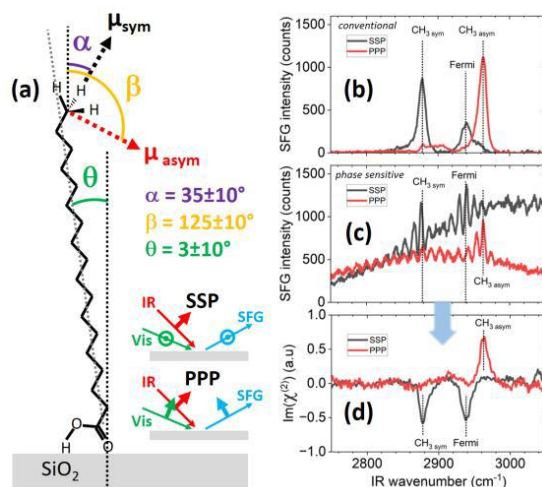 (a)
μsym
α
β
H
H
H
μasym
θ
α = 35±10°
β = 125±10°
θ = 3±10°
IR
SSP
SFG
Vis
IR
PPP
SFG
Vis
O
H
O
SiO2
conventional
SSP
PPP
CH3 sym
CH3 asym
Fermi
(b)
SFG intensity (counts)
1500
1000
500
0
phase sensitive
SSP
PPP
CH3 sym
Fermi
CH3 asym
(c)
SFG intensity (counts)
1500
1000
500
0
SSP
PPP
CH3 asym
CH3 sym
Fermi
(d)
Im(χ(2)) (a.u)
1.0
0.5
0.0
−0.5
−1.0
2800
2900
3000
IR wavenumber (cm-1)